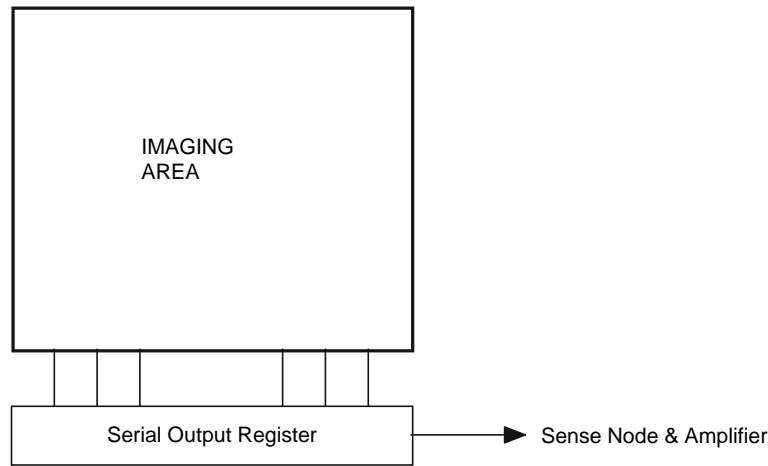 IMAGING
AREA
Serial Output Register
Sense Node & Amplifier